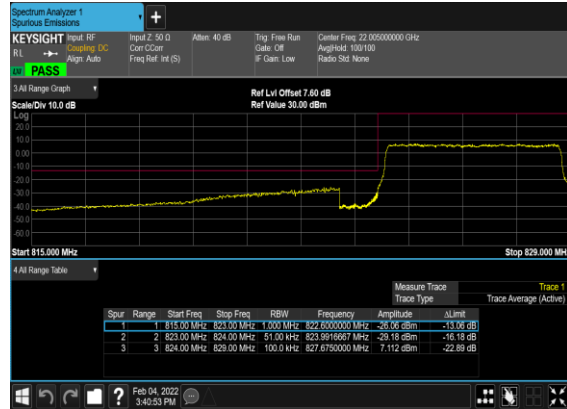 Spectrum Analyzer 1
Spurious Emissions
+
KEYSIGHT Input: RF Input Z: 50 Ω Atten: 40 dB Trig: Free Run Center Freq: 22.005000000 GHz
RL Coupling: DC Corr CCorr Gate: Off Avg|Hold: 100/100
Align: Auto Freq Ref: Int (S) IF Gain: Low Radio Std: None
PASS
3 All Range Graph
Ref Lvl Offset 7.60 dB
Scale/Div 10.0 dB Ref Value 30.00 dBm
Log
20.0
10.0
0.00
-10.0
-20.0
-30.0
-40.0
-50.0
-60.0
Start 815.000 MHz Stop 829.000 MH
4 All Range Table
Measure Trace Trace 1
Trace Type Trace Average (Active)
Spur Range Start Freq Stop Freq RBW Frequency Amplitude ΔLimit
1 1 815.00 MHz 823.00 MHz 1.000 MHz 822.6000000 MHz -26.06 dBm -13.06 dB
2 2 823.00 MHz 824.00 MHz 51.00 kHz 823.9916667 MHz -29.18 dBm -16.18 dB
3 3 824.00 MHz 829.00 MHz 100.0 kHz 827.6750000 MHz 7.112 dBm -22.89 dB
? Feb 04, 2022
3:40:53 PM